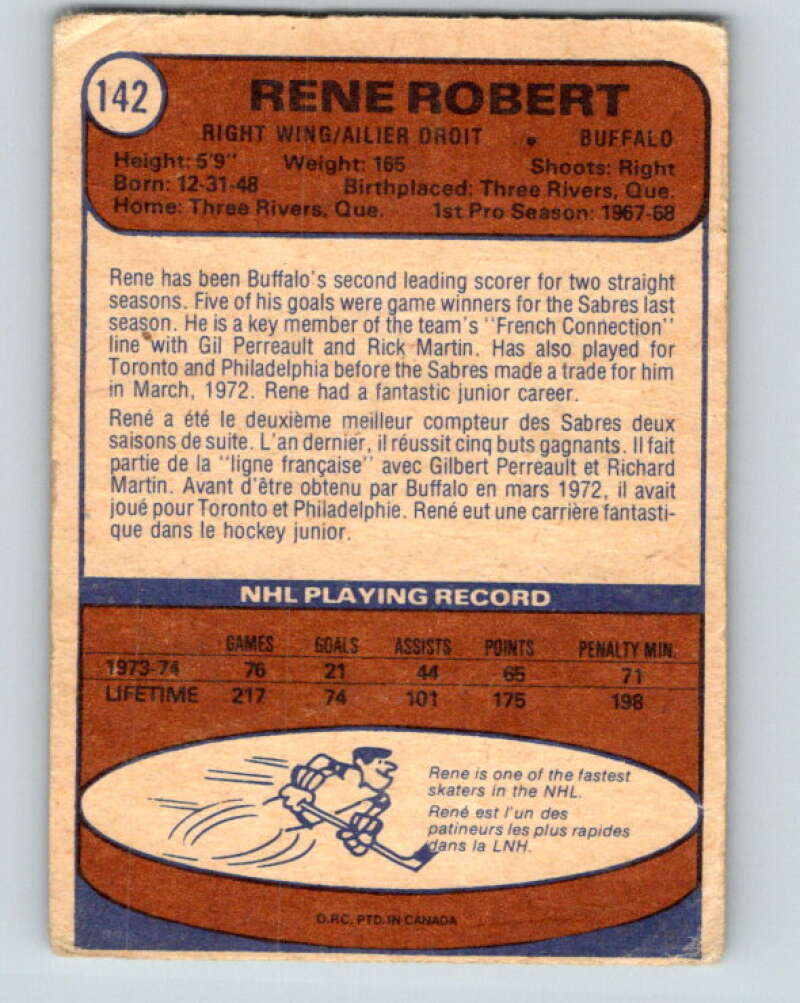 142
RENE ROBERT
RIGHT WING/AILIER DROIT • BUFFALO
Height: 5'9" Weight: 165 Shoots: Right
Born: 12-31-48 Birthplaced: Three Rivers, Que.
Home: Three Rivers, Que. 1st Pro Season: 1967-68
Rene has been Buffalo's second leading scorer for two straight
seasons. Five of his goals were game winners for the Sabres last
season. He is a key member of the team's "French Connection"
line with Gil Perreault and Rick Martin. Has also played for
Toronto and Philadelphia before the Sabres made a trade for him
in March, 1972. Rene had a fantastic junior career.
René a été le deuxième meilleur compteur des Sabres deux
saisons de suite. L'an dernier, il réussit cinq buts gagnants. Il fait
partie de la "ligne française" avec Gilbert Perreault et Richard
Martin. Avant d'être obtenu par Buffalo en mars 1972, il avait
joué pour Toronto et Philadelphie. René eut une carrière fantasti-
que dans le hockey junior.
NHL PLAYING RECORD
GAMES GOALS ASSISTS POINTS PENALTY MIN.
1973-74 76 21 44 65 71
LIFETIME 217 74 101 175 198
Rene is one of the fastest
skaters in the NHL.
René est l'un des
patineurs les plus rapides
dans la LNH.
O.P.C. PTD. IN CANADA